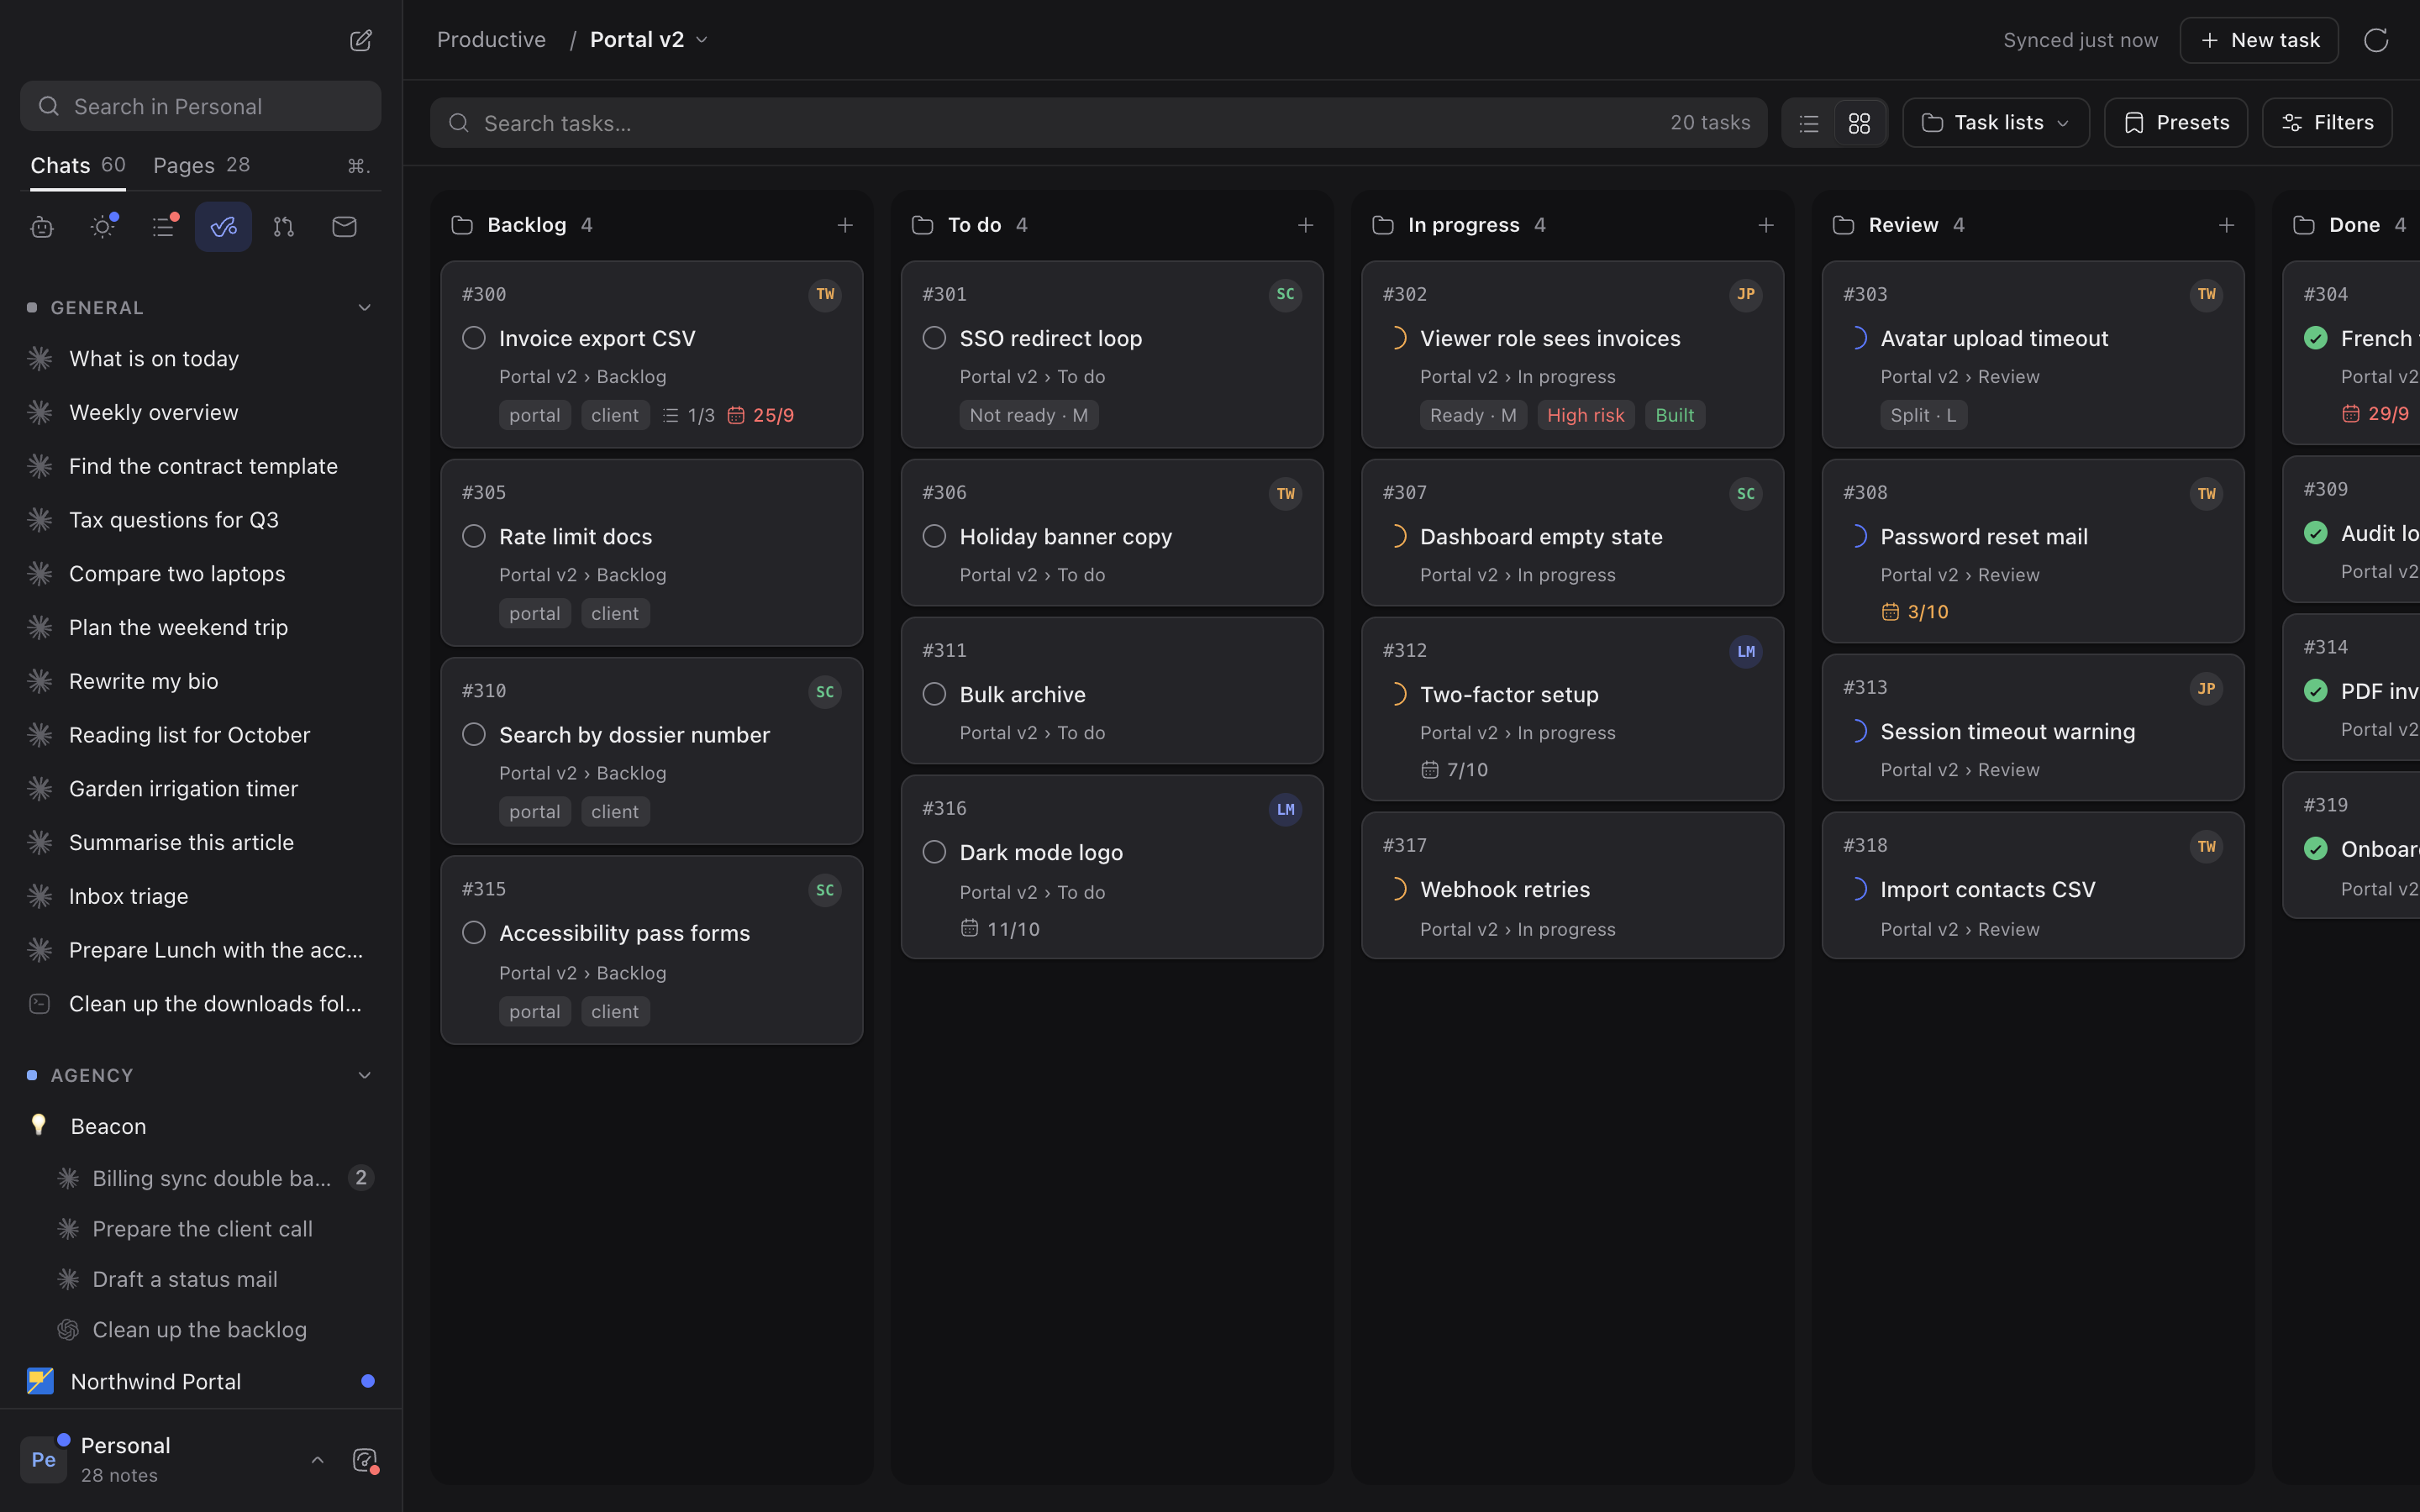 Search in Personal
Chats 60 Pages 28 ⌘.
GENERAL
What is on today
Weekly overview
Find the contract template
Tax questions for Q3
Compare two laptops
Plan the weekend trip
Rewrite my bio
Reading list for October
Garden irrigation timer
Summarise this article
Inbox triage
Prepare Lunch with the acc...
Clean up the downloads fol...
AGENCY
Beacon
Billing sync double ba... 2
Prepare the client call
Draft a status mail
Clean up the backlog
Northwind Portal
Pe
Personal
28 notes
Productive / Portal v2
Synced just now
+ New task
Search tasks...
20 tasks
Task lists
Presets
Filters
Backlog 4
#300 TW
Invoice export CSV
Portal v2 › Backlog
portal client 1/3 25/9
#305
Rate limit docs
Portal v2 › Backlog
portal client
#310 SC
Search by dossier number
Portal v2 › Backlog
portal client
#315 SC
Accessibility pass forms
Portal v2 › Backlog
portal client
To do 4
#301 SC
SSO redirect loop
Portal v2 › To do
Not ready · M
#306 TW
Holiday banner copy
Portal v2 › To do
#311
Bulk archive
Portal v2 › To do
#316 LM
Dark mode logo
Portal v2 › To do
11/10
In progress 4
#302 JP
Viewer role sees invoices
Portal v2 › In progress
Ready · M High risk Built
#307 SC
Dashboard empty state
Portal v2 › In progress
#312 LM
Two-factor setup
Portal v2 › In progress
7/10
#317
Webhook retries
Portal v2 › In progress
Review 4
#303 TW
Avatar upload timeout
Portal v2 › Review
Split · L
#308 TW
Password reset mail
Portal v2 › Review
3/10
#313 JP
Session timeout warning
Portal v2 › Review
#318 TW
Import contacts CSV
Portal v2 › Review
Done 4
#304
French
Portal v2
29/9
#309
Audit lo
Portal v2
#314
PDF inv
Portal v2
#319
Onboar
Portal v2